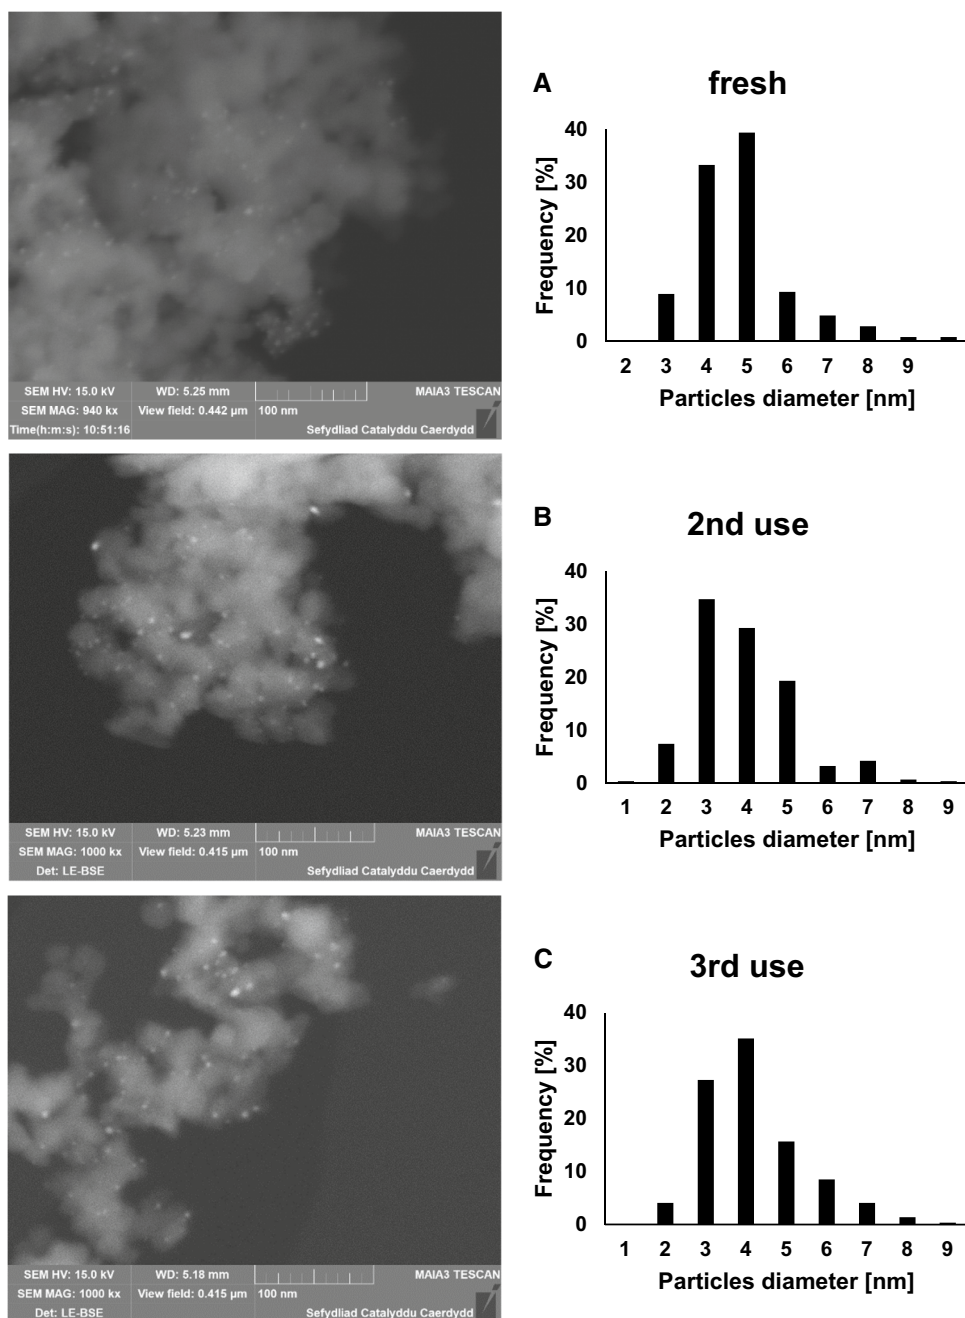 SEM HV: 15.0 kV WD: 5.25 mm MAIA3 TESCAN
SEM MAG: 940 kx View field: 0.442 µm 100 nm
Time(h:m:s): 10:51:16 Sefydliad Catalyddu Caerdydd
A fresh
Frequency [%]
40
30
20
10
0
2 3 4 5 6 7 8 9
Particles diameter [nm]
SEM HV: 15.0 kV WD: 5.23 mm MAIA3 TESCAN
SEM MAG: 1000 kx View field: 0.415 µm 100 nm
Det: LE-BSE Sefydliad Catalyddu Caerdydd
B 2nd use
Frequency [%]
40
30
20
10
0
1 2 3 4 5 6 7 8 9
Particles diameter [nm]
SEM HV: 15.0 kV WD: 5.18 mm MAIA3 TESCAN
SEM MAG: 1000 kx View field: 0.415 µm 100 nm
Det: LE-BSE Sefydliad Catalyddu Caerdydd
C 3rd use
Frequency [%]
40
30
20
10
0
1 2 3 4 5 6 7 8 9
Particles diameter [nm]